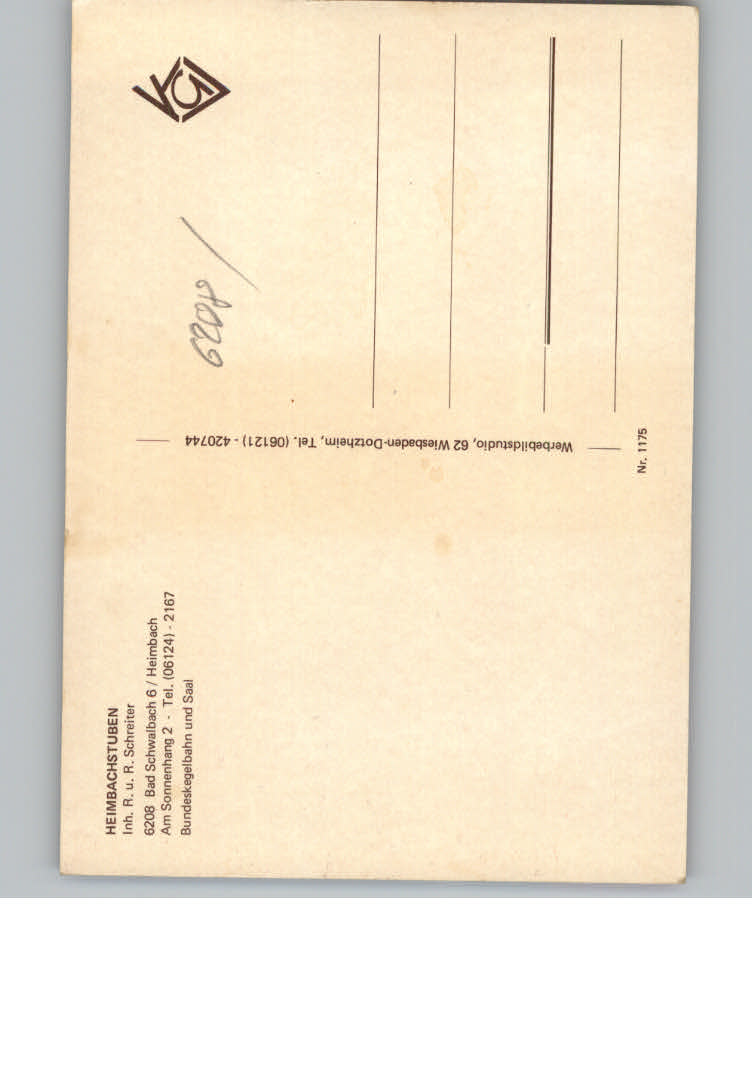 HEIMBACHSTUBEN
Inh. R. u. R. Schreiter
6208 Bad Schwalbach 6 / Heimbach
Am Sonnenhang 2 - Tel. (06124) - 2167
Bundeskegelbahn und Saal
Werbebildstudio, 62 Wiesbaden-Dotzheim, Tel. (06121) - 420744
Nr. 1175
6208 /